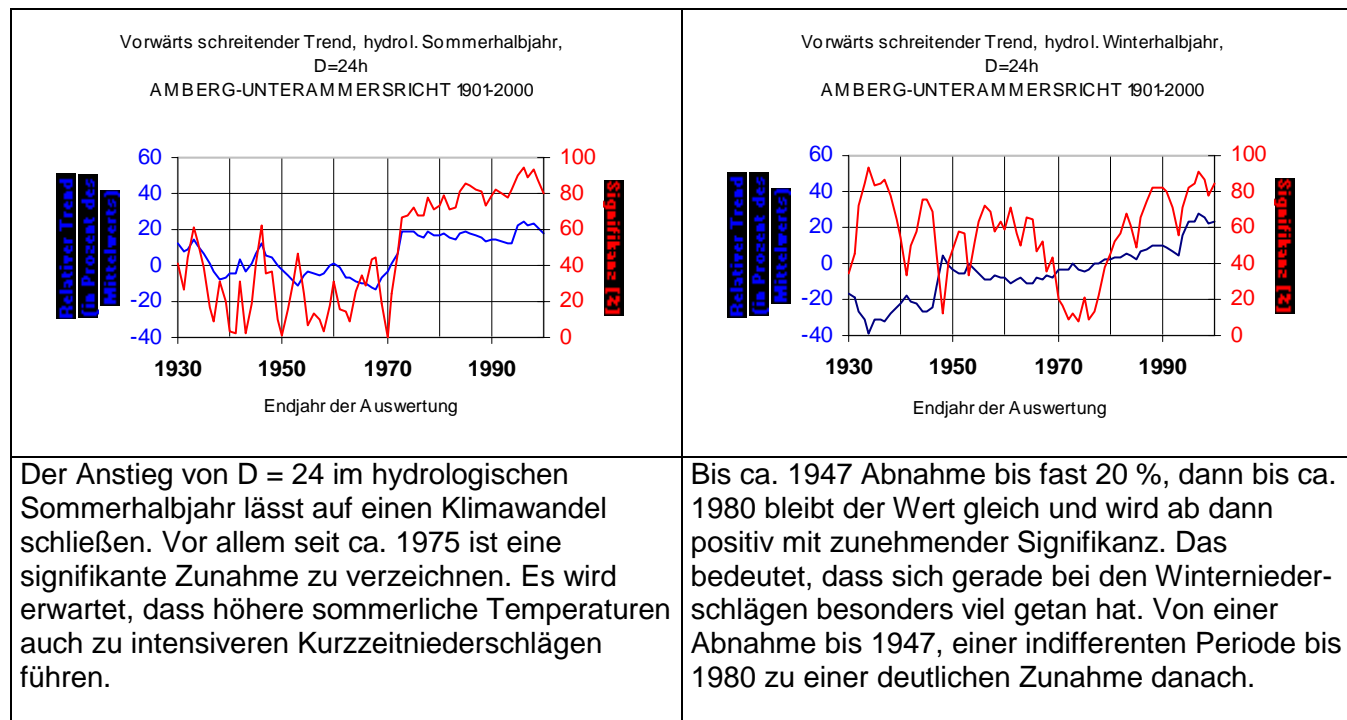 Vorwärts schreitender Trend, hydrol. Sommerhalbjahr,
D=24h
AMBERG-UNTERAMMERSRICHT 1901-2000
Relativer Trend
(in Prozent des
Mittelwerts)
60
40
20
0
-20
-40
100
80
60
40
20
0
Signifikanz [%]
1930
1950
1970
1990
Endjahr der Auswertung
Der Anstieg von D = 24 im hydrologischen
Sommerhalbjahr lässt auf einen Klimawandel
schließen. Vor allem seit ca. 1975 ist eine
signifikante Zunahme zu verzeichnen. Es wird
erwartet, dass höhere sommerliche Temperaturen
auch zu intensiveren Kurzzeitniederschlägen
führen.
Vorwärts schreitender Trend, hydrol. Winterhalbjahr,
D=24h
AMBERG-UNTERAMMERSRICHT 1901-2000
Relativer Trend
(in Prozent des
Mittelwerts)
60
40
20
0
-20
-40
100
80
60
40
20
0
Signifikanz [%]
1930
1950
1970
1990
Endjahr der Auswertung
Bis ca. 1947 Abnahme bis fast 20 %, dann bis ca.
1980 bleibt der Wert gleich und wird ab dann
positiv mit zunehmender Signifikanz. Das
bedeutet, dass sich gerade bei den Winternieder-
schlägen besonders viel getan hat. Von einer
Abnahme bis 1947, einer indifferenten Periode bis
1980 zu einer deutlichen Zunahme danach.